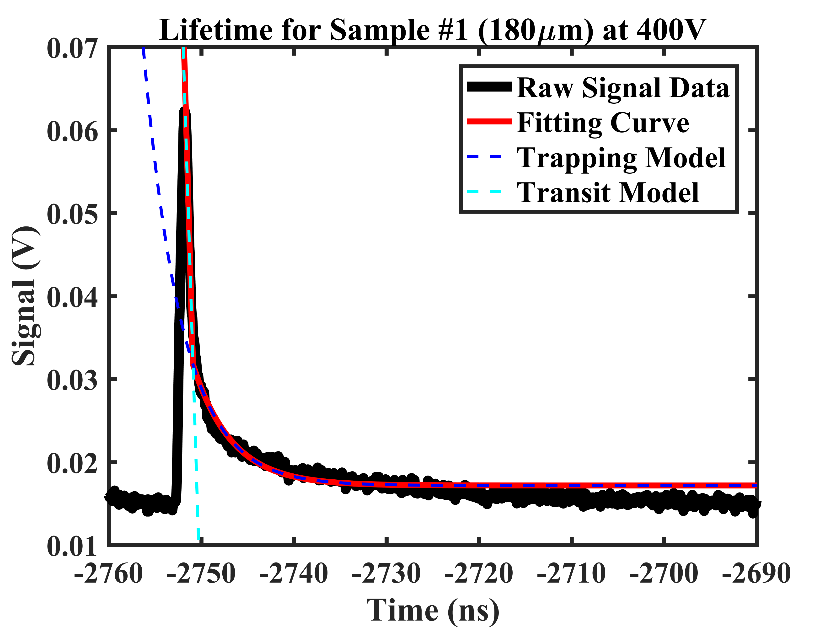 Lifetime for Sample #1 (180μm) at 400V
0.07
0.06
0.05
0.04
0.03
0.02
0.01
Signal (V)
Raw Signal Data
Fitting Curve
Trapping Model
Transit Model
-2760 -2750 -2740 -2730 -2720 -2710 -2700 -2690
Time (ns)